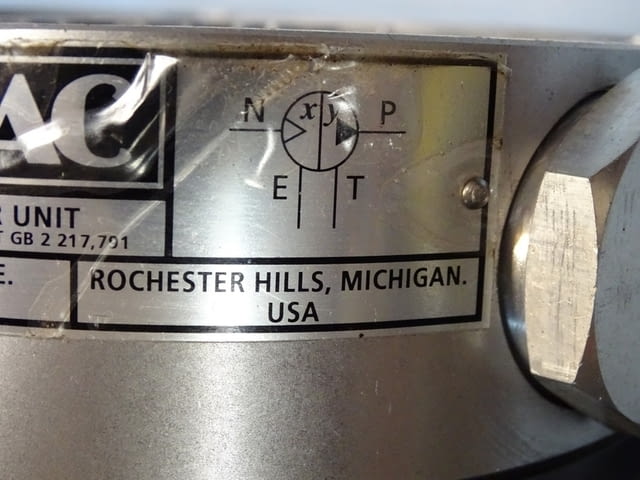 AC
N x y P
E T
R UNIT
T GB 2 217,791
E.
ROCHESTER HILLS, MICHIGAN.
USA